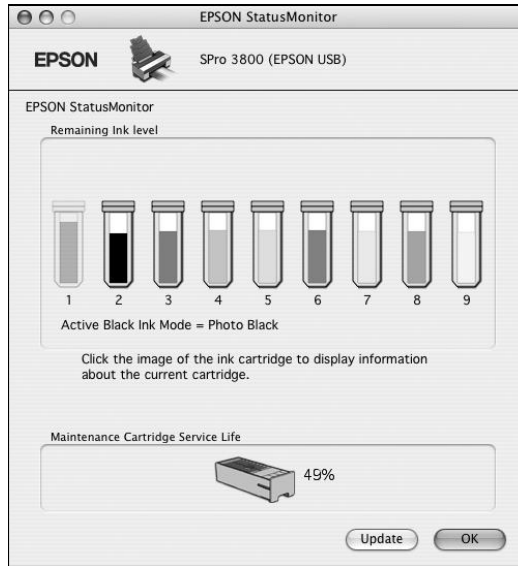 EPSON StatusMonitor
EPSON
SPro 3800 (EPSON USB)
EPSON StatusMonitor
Remaining Ink level
1 2 3 4 5 6 7 8 9
Active Black Ink Mode = Photo Black
Click the image of the ink cartridge to display information
about the current cartridge.
Maintenance Cartridge Service Life
49%
Update OK